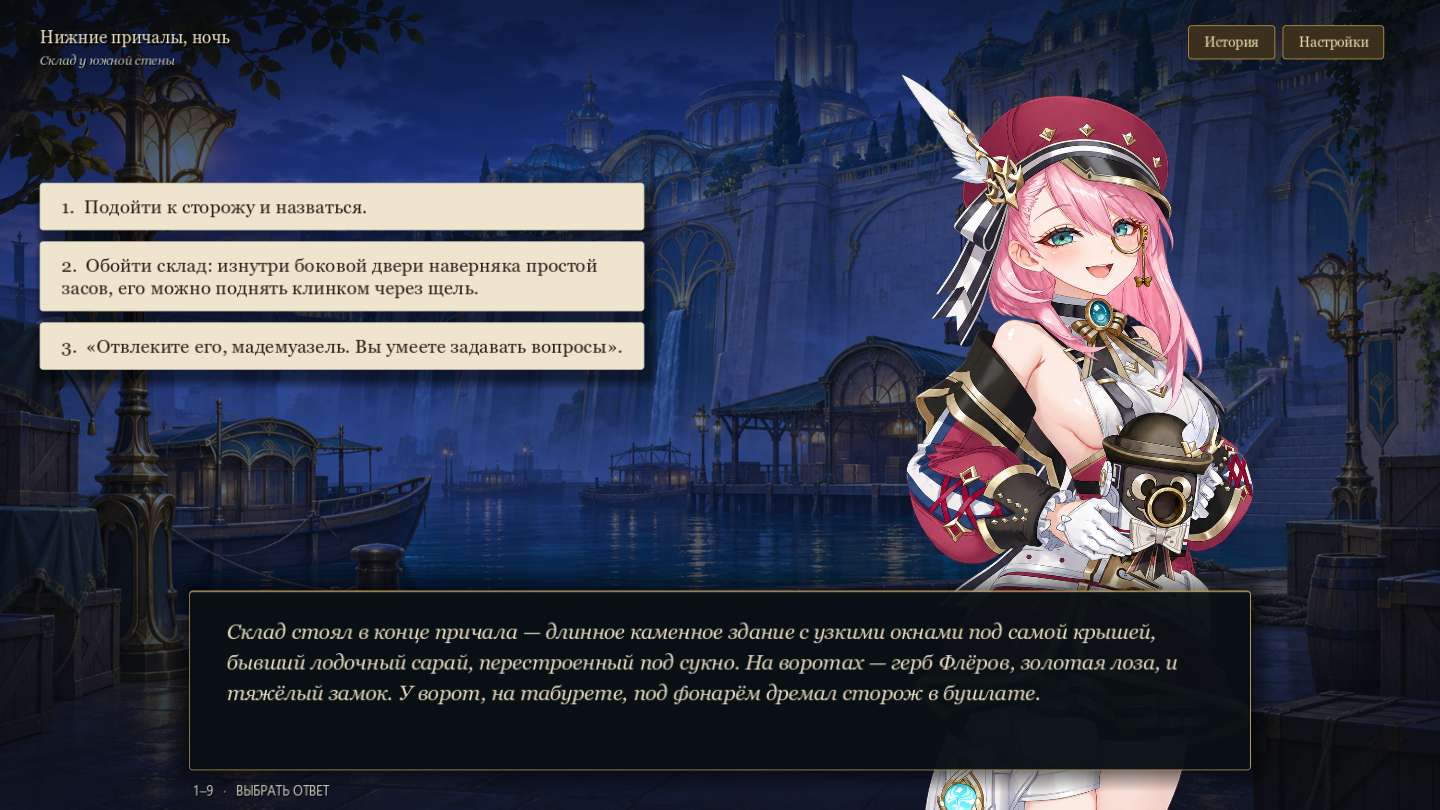 Нижние причалы, ночь
Склад у южной стены
История
Настройки
1. Подойти к сторожу и назваться.
2. Обойти склад: изнутри боковой двери наверняка простой
засов, его можно поднять клинком через щель.
3. «Отвлеките его, мадемуазель. Вы умеете задавать вопросы».
Склад стоял в конце причала — длинное каменное здание с узкими окнами под самой крышей,
бывший лодочный сарай, перестроенный под сукно. На воротах — герб Флёров, золотая лоза, и
тяжёлый замок. У ворот, на табурете, под фонарём дремал сторож в бушлате.
1–9 · ВЫБРАТЬ ОТВЕТ